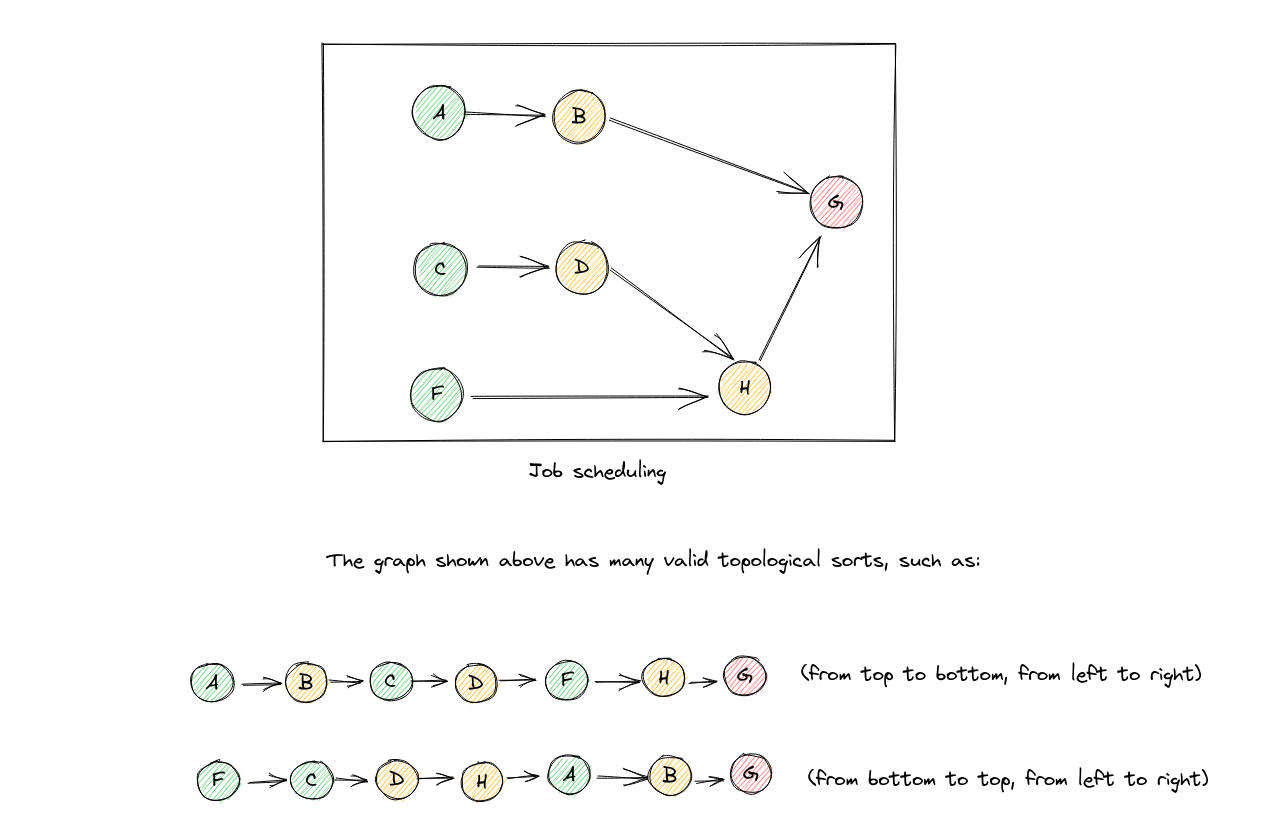 A B
G
C D
F H
Job scheduling
The graph shown above has many valid topological sorts, such as:
A B C D F H G (from top to bottom, from left to right)
F C D H A B G (from bottom to top, from left to right)